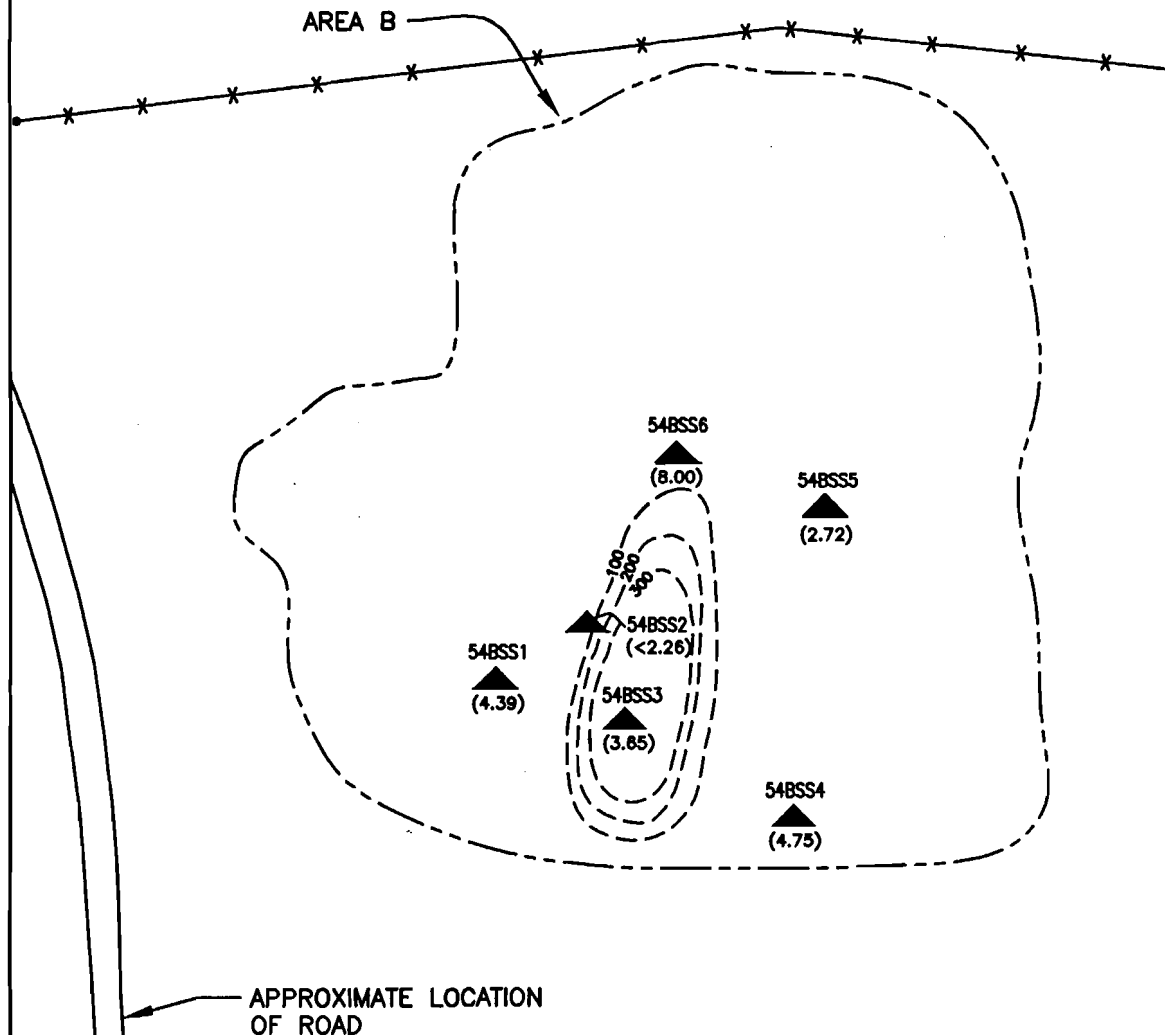 AREA B
54BSS6
(8.00)
54BSS5
(2.72)
100
200
300
54BSS2
(<2.26)
54BSS1
(4.39)
54BSS3
(3.65)
54BSS4
(4.75)
APPROXIMATE LOCATION
OF ROAD